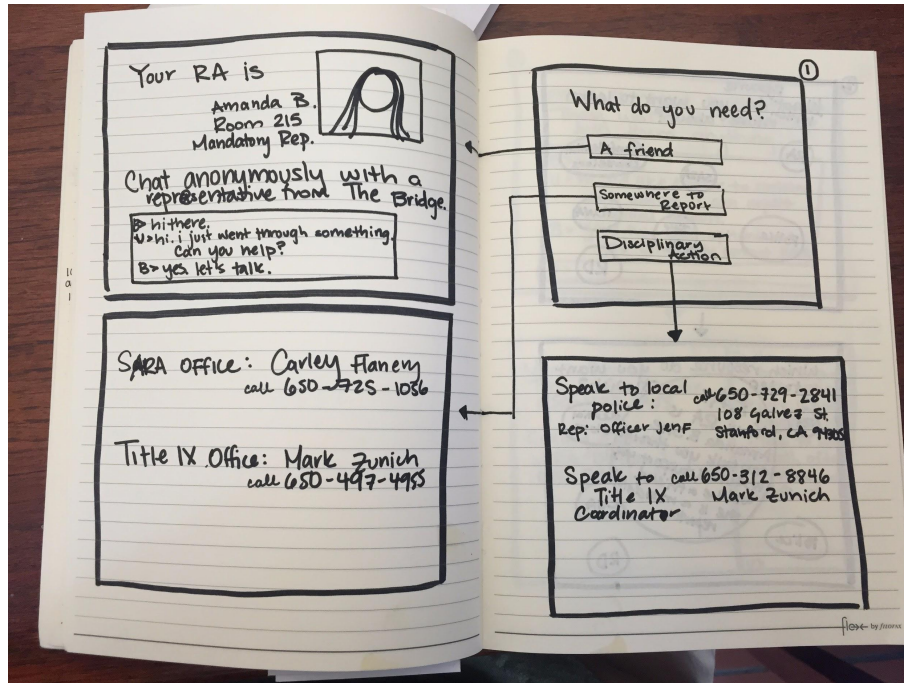 Your RA is
Amanda B.
Room 215
Mandatory Rep.
Chat anonymously with a
representative from The Bridge.
B> hi there.
U> hi. i just went through something.
can you help?
B> yes. let's talk.
SARA OFFICE: Carley Flanery
call 650-725-1056
Title IX Office: Mark Zunich
call 650-497-4955
1
What do you need?
A friend
Somewhere to
Report
Disciplinary
Action
Speak to local call 650-729-2841
police: 108 Galvez St.
Rep: Officer JenF Stanford, CA 94305
Speak to call 650-312-8846
Title IX Mark Zunich
Cordinator
by fitness